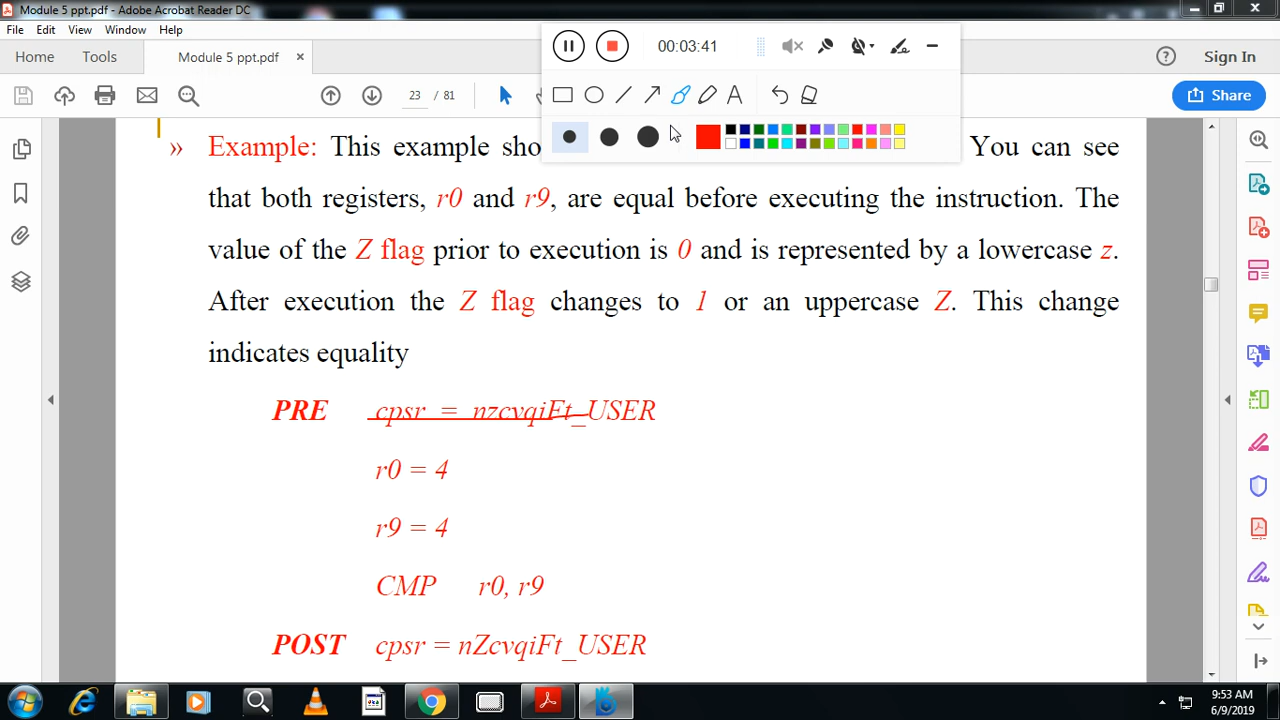 Module 5 ppt.pdf - Adobe Acrobat Reader DC
File Edit View Window Help
Home Tools Module 5 ppt.pdf × 00:03:41 Sign In
23 / 81 Share
» Example: This example sho You can see
that both registers, r0 and r9, are equal before executing the instruction. The
value of the Z flag prior to execution is 0 and is represented by a lowercase z.
After execution the Z flag changes to 1 or an uppercase Z. This change
indicates equality
PRE cpsr = nzcvqiFt_USER
r0 = 4
r9 = 4
CMP r0, r9
POST cpsr = nZcvqiFt_USER
9:53 AM
6/9/2019